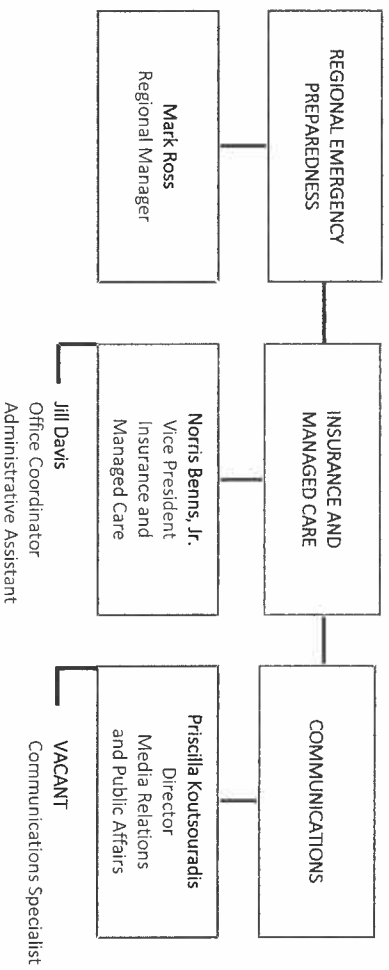 REGIONAL EMERGENCY
PREPAREDNESS
Mark Ross
Regional Manager
INSURANCE AND
MANAGED CARE
Norris Benns, Jr.
Vice President
Insurance and
Managed Care
Jill Davis
Office Coordinator
Administrative Assistant
COMMUNICATIONS
Priscilla Koutsouradis
Director
Media Relations
and Public Affairs
VACANT
Communications Specialist